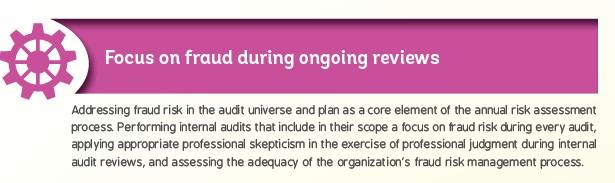 Focus on fraud during ongoing reviews
Addressing fraud risk in the audit universe and plan as a core element of the annual risk assessment
process. Performing internal audits that include in their scope a focus on fraud risk during every audit,
applying appropriate professional skepticism in the exercise of professional judgment during internal
audit reviews, and assessing the adequacy of the organization's fraud risk management process.